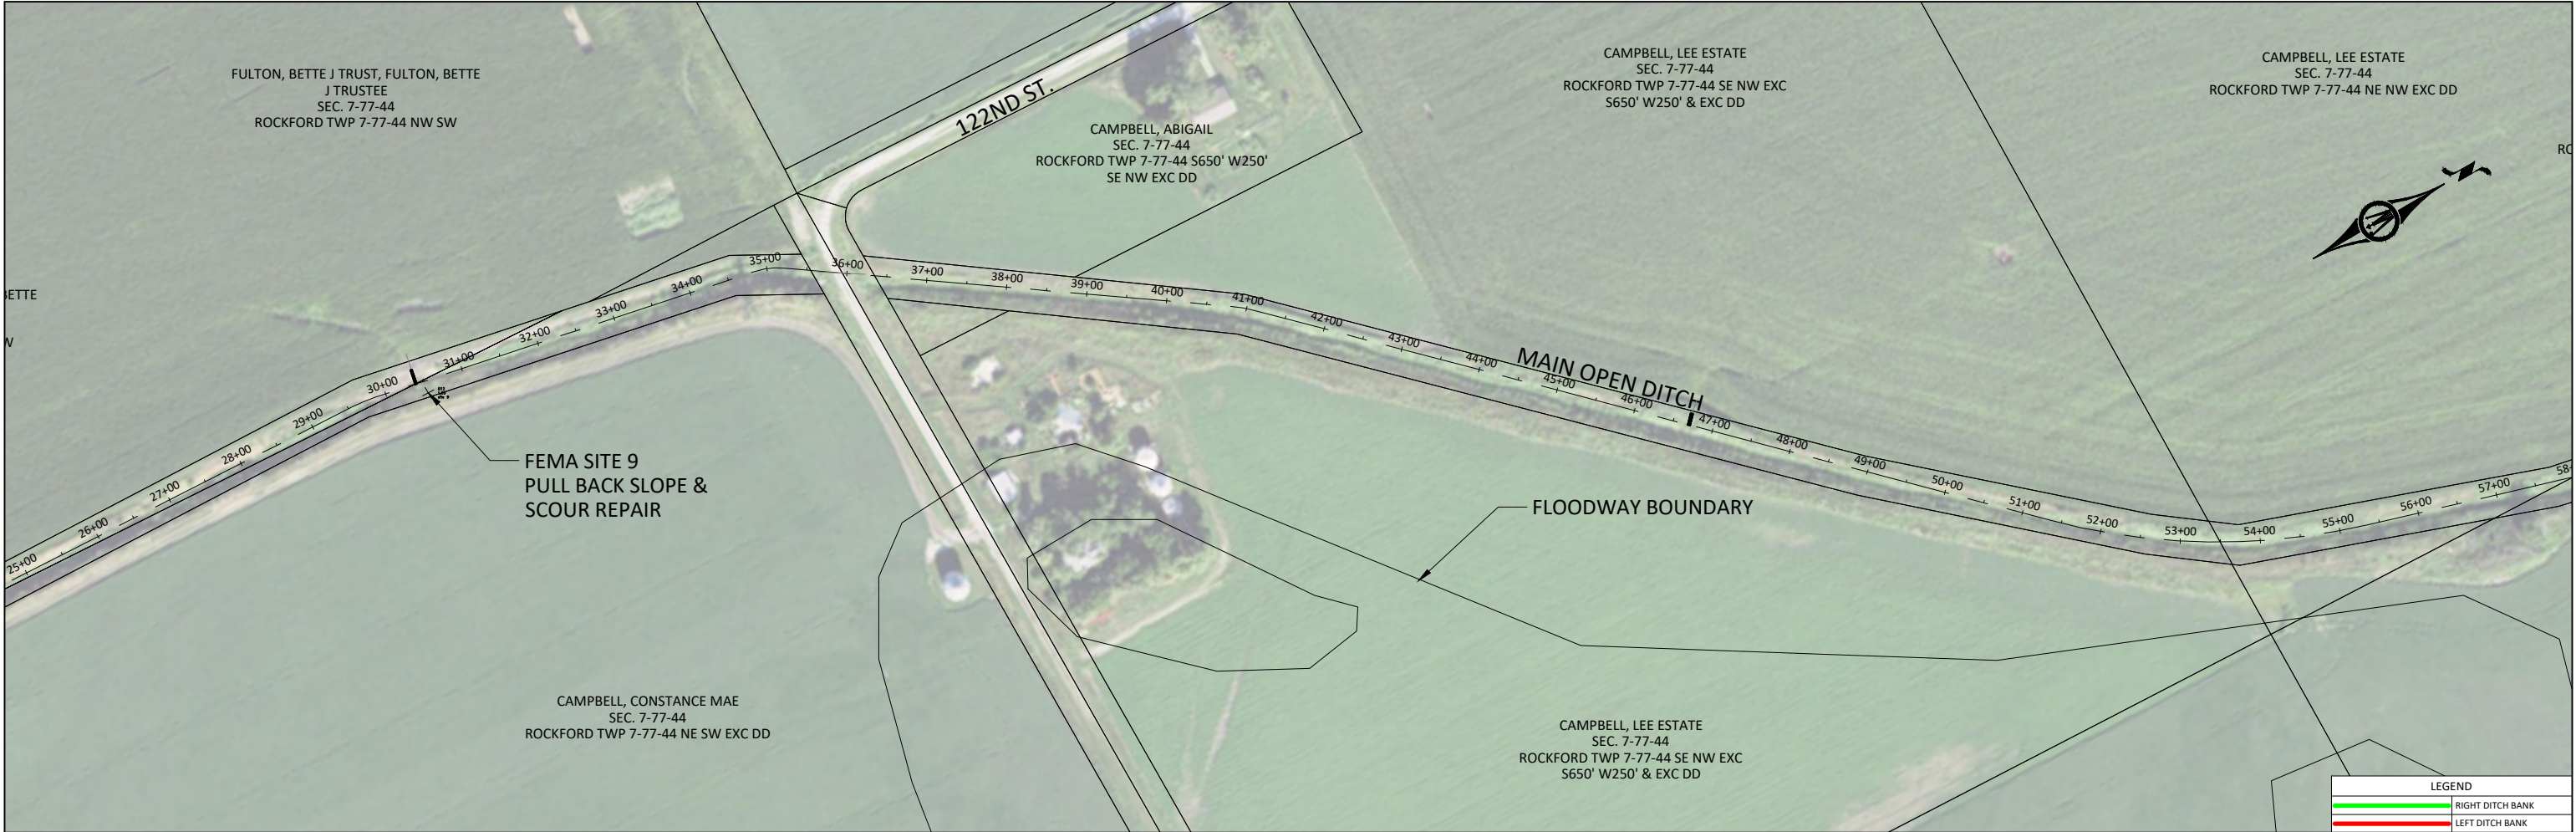 FULTON, BETTE J TRUST, FULTON, BETTE
J TRUSTEE
SEC. 7-77-44
ROCKFORD TWP 7-77-44 NW SW
122ND ST.
CAMPBELL, ABIGAIL
SEC. 7-77-44
ROCKFORD TWP 7-77-44 S650' W250'
SE NW EXC DD
CAMPBELL, LEE ESTATE
SEC. 7-77-44
ROCKFORD TWP 7-77-44 SE NW EXC
S650' W250' & EXC DD
CAMPBELL, LEE ESTATE
SEC. 7-77-44
ROCKFORD TWP 7-77-44 NE NW EXC DD
RO
N
BETTE
W
25+00
26+00
27+00
28+00
29+00
30+00
31+00
32+00
33+00
34+00
35+00
36+00
37+00
38+00
39+00
40+00
41+00
42+00
43+00
44+00
45+00
46+00
47+00
48+00
49+00
50+00
51+00
52+00
53+00
54+00
55+00
56+00
57+00
58+
MAIN OPEN DITCH
FEMA SITE 9
PULL BACK SLOPE &
SCOUR REPAIR
FLOODWAY BOUNDARY
CAMPBELL, CONSTANCE MAE
SEC. 7-77-44
ROCKFORD TWP 7-77-44 NE SW EXC DD
CAMPBELL, LEE ESTATE
SEC. 7-77-44
ROCKFORD TWP 7-77-44 SE NW EXC
S650' W250' & EXC DD
LEGEND
RIGHT DITCH BANK
LEFT DITCH BANK